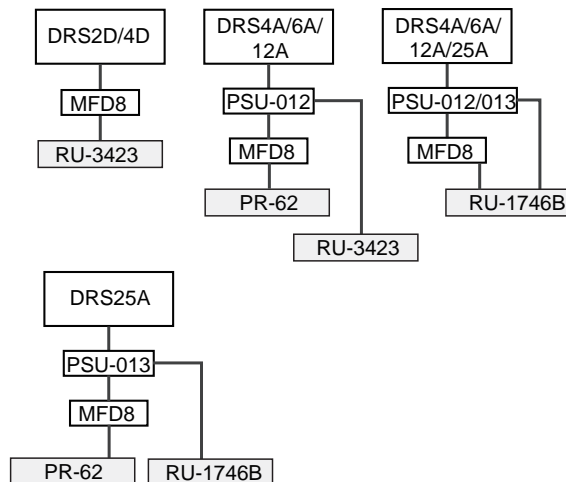 DRS2D/4D
MFD8
RU-3423
DRS4A/6A/
12A
PSU-012
MFD8
PR-62
RU-3423
DRS4A/6A/
12A/25A
PSU-012/013
MFD8
RU-1746B
DRS25A
PSU-013
MFD8
PR-62
RU-1746B